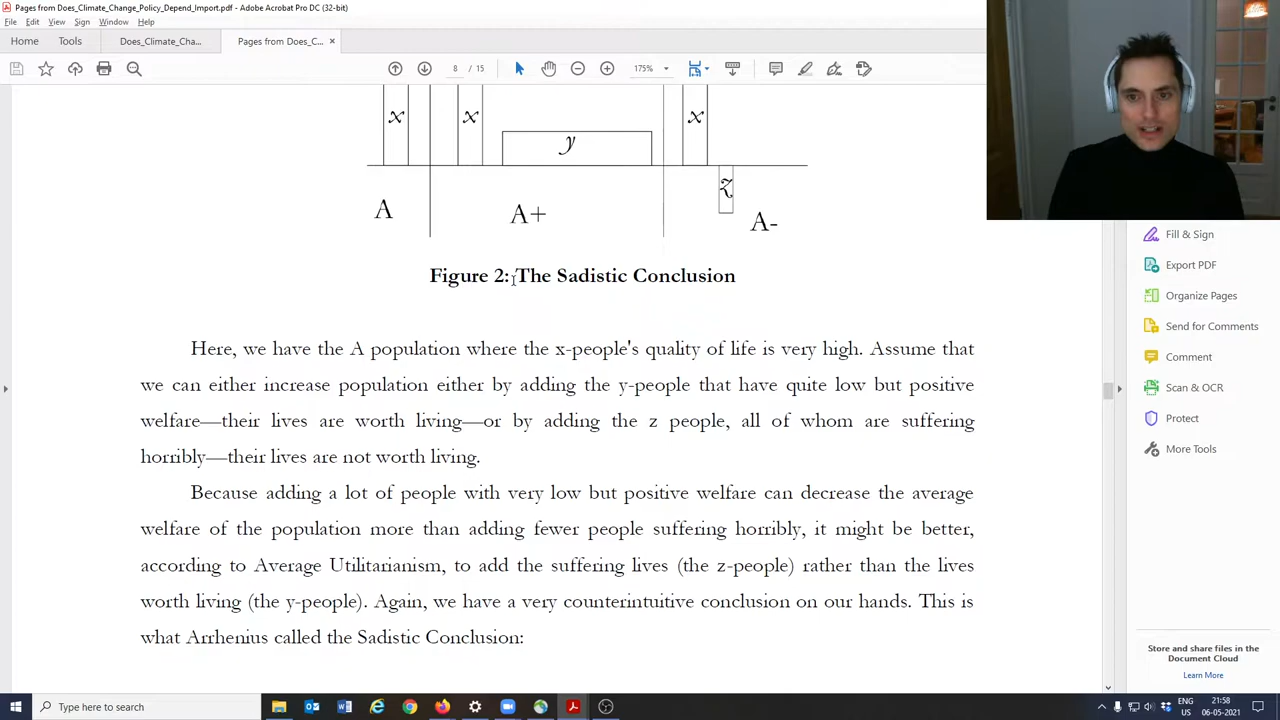 Pages from Does_Climate_Change_Policy_Depend_Import.pdf - Adobe Acrobat Pro DC (32-bit)
File Edit View Sign Window Help
Home Tools Does_Climate_Cha... Pages from Does_C... ×
8 / 15 175%
x x y x
z
A A+ A-
Figure 2: The Sadistic Conclusion
Here, we have the A population where the x-people's quality of life is very high. Assume that
we can either increase population either by adding the y-people that have quite low but positive
welfare—their lives are worth living—or by adding the z people, all of whom are suffering
horribly—their lives are not worth living.
Because adding a lot of people with very low but positive welfare can decrease the average
welfare of the population more than adding fewer people suffering horribly, it might be better,
according to Average Utilitarianism, to add the suffering lives (the z-people) rather than the lives
worth living (the y-people). Again, we have a very counterintuitive conclusion on our hands. This is
what Arrhenius called the Sadistic Conclusion:
Fill & Sign
Export PDF
Organize Pages
Send for Comments
Comment
Scan & OCR
Protect
More Tools
Store and share files in the
Document Cloud
Learn More
Type here to search
ENG
US
21:58
06-05-2021